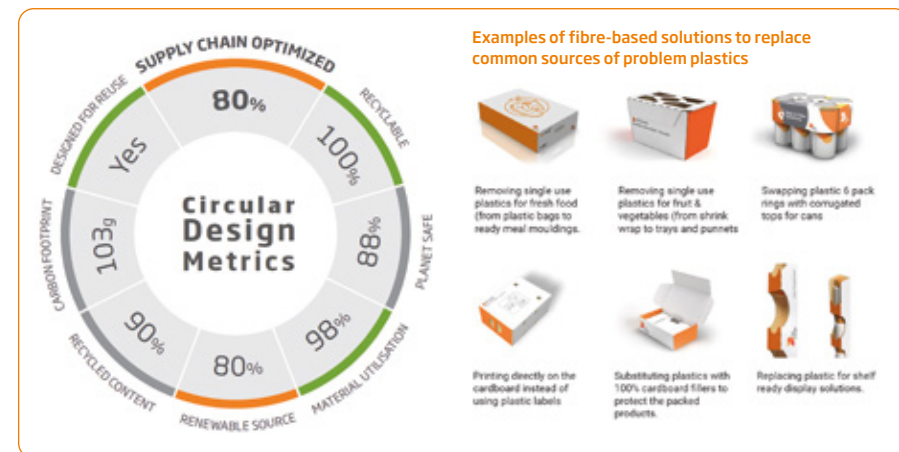 SUPPLY CHAIN OPTIMIZED
80%
RECYCLABLE
100%
PLANET SAFE
88%
MATERIAL UTILISATION
98%
RENEWABLE SOURCE
80%
RECYCLED CONTENT
90%
CARBON FOOTPRINT
103g
DESIGNED FOR REUSE
Yes
Circular
Design
Metrics
Examples of fibre-based solutions to replace
common sources of problem plastics
Removing single use
plastics for fresh food
(from plastic bags to
ready meal mouldings.
Removing single use
plastics for fruit &
vegetables (from shrink
wrap to trays and punnets
Swapping plastic 6 pack
rings with corrugated
tops for cans
Printing directly on the
cardboard instead of
using plastic labels
Substituting plastics with
100% cardboard fillers to
protect the packed
products.
Replacing plastic for shelf
ready display solutions.